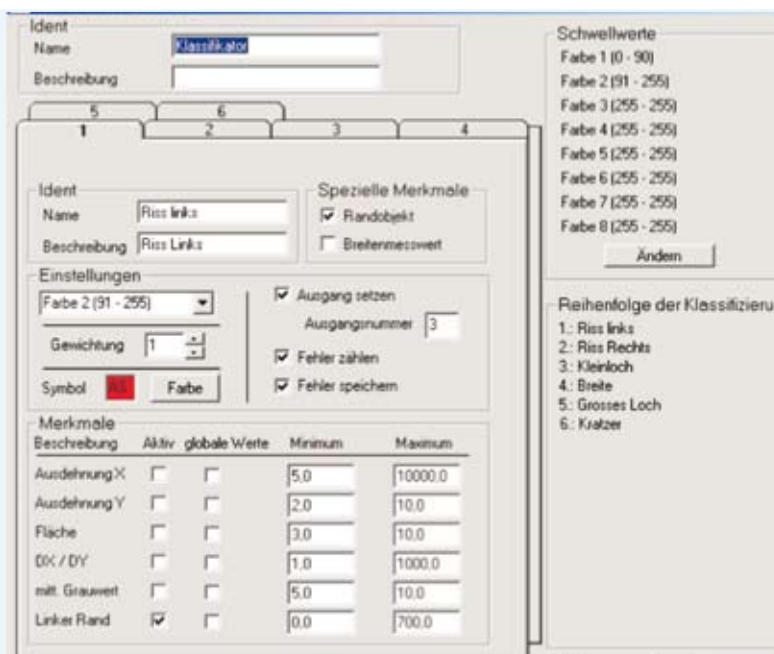 Ident
Name Klassifikator
Beschreibung
5 6
1 2 3 4
Ident
Name Riss links
Beschreibung Riss Links
Spezielle Merkmale
Randobjekt
Breitenmesswert
Einstellungen
Farbe 2 (91 - 255)
Gewichtung 1
Symbol Farbe
Ausgang setzen
Ausgangsnummer 3
Fehler zählen
Fehler speichern
Merkmale
Beschreibung Aktiv globale Werte Minimum Maximum
Ausdehnung X 5,0 10000,0
Ausdehnung Y 2,0 10,0
Fläche 3,0 10,0
DX / DY 1,0 1000,0
mitt. Grauwert 5,0 10,0
Linker Rand 0,0 700,0
Schwellwerte
Farbe 1 (0 - 90)
Farbe 2 (91 - 255)
Farbe 3 (255 - 255)
Farbe 4 (255 - 255)
Farbe 5 (255 - 255)
Farbe 6 (255 - 255)
Farbe 7 (255 - 255)
Farbe 8 (255 - 255)
Ändern
Reihenfolge der Klassifizieru
1.: Riss links
2.: Riss Rechts
3.: Kleinloch
4.: Breite
5.: Grosses Loch
6.: Kratzer